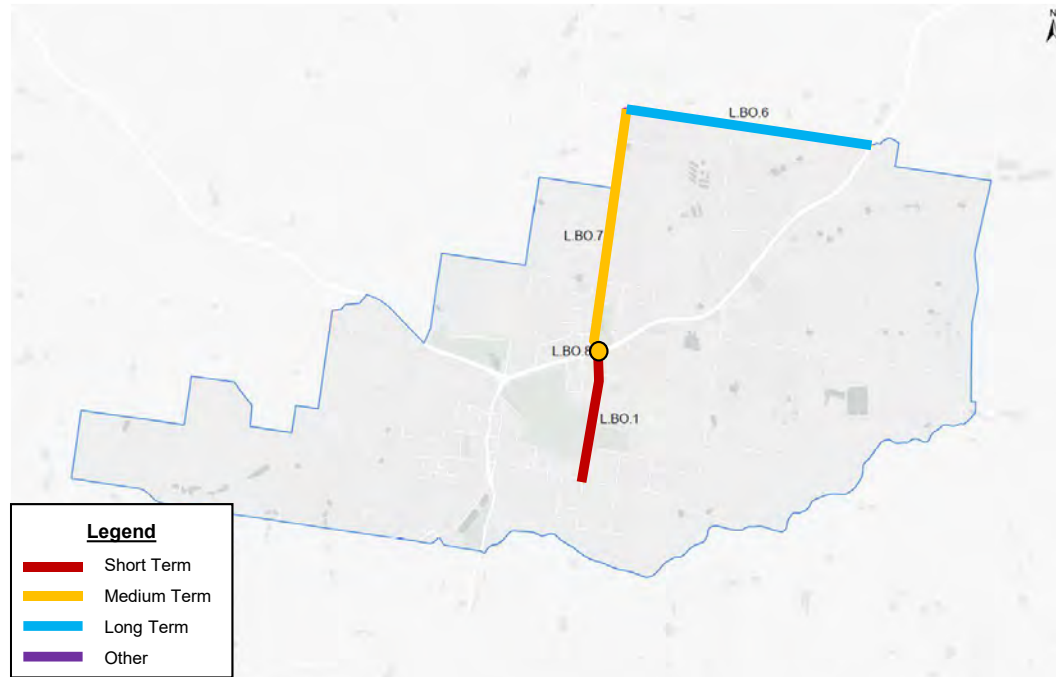 N
L.BO.6
L.BO.7
L.BO.8
L.BO.1
Legend
Short Term
Medium Term
Long Term
Other